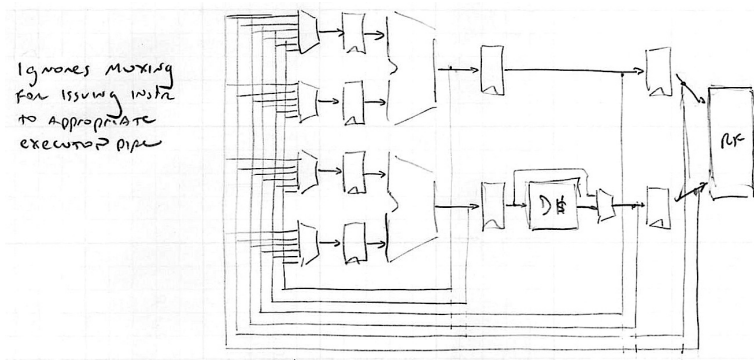 Ignores Muxing
For Issuing Instr
to Appropriate
execution pipe
RF
D$